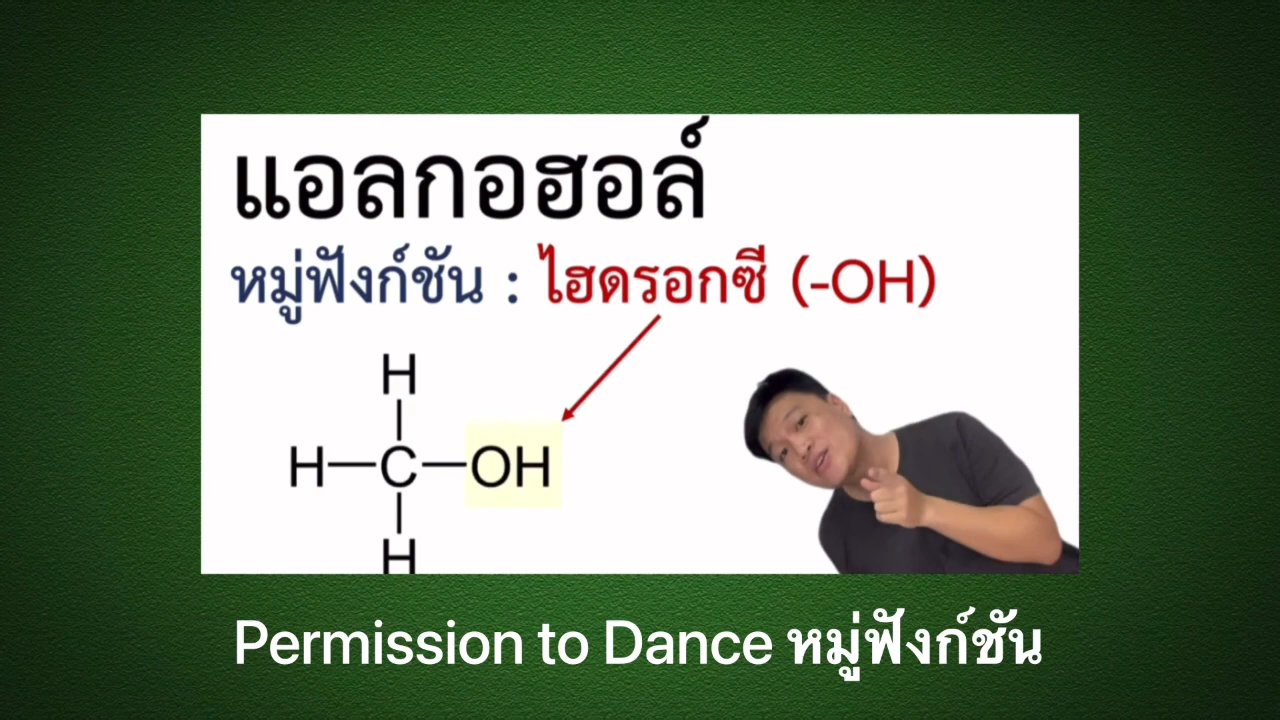 แอลกอฮอล์
หมู่ฟังก์ชัน : ไฮดรอกซี (-OH)
H
H—C—OH
H
Permission to Dance หมู่ฟังก์ชัน